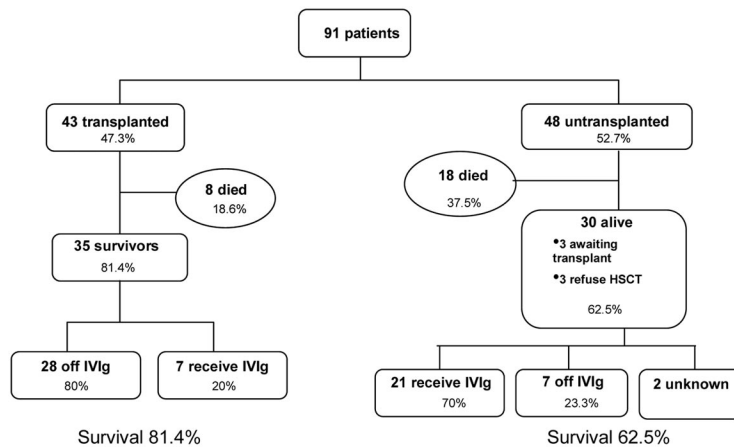 91 patients
43 transplanted
47.3%
48 untransplanted
52.7%
8 died
18.6%
18 died
37.5%
35 survivors
81.4%
30 alive
•3 awaiting
transplant
•3 refuse HSCT
62.5%
28 off IVIg
80%
7 receive IVIg
20%
21 receive IVIg
70%
7 off IVIg
23.3%
2 unknown
Survival 81.4%
Survival 62.5%